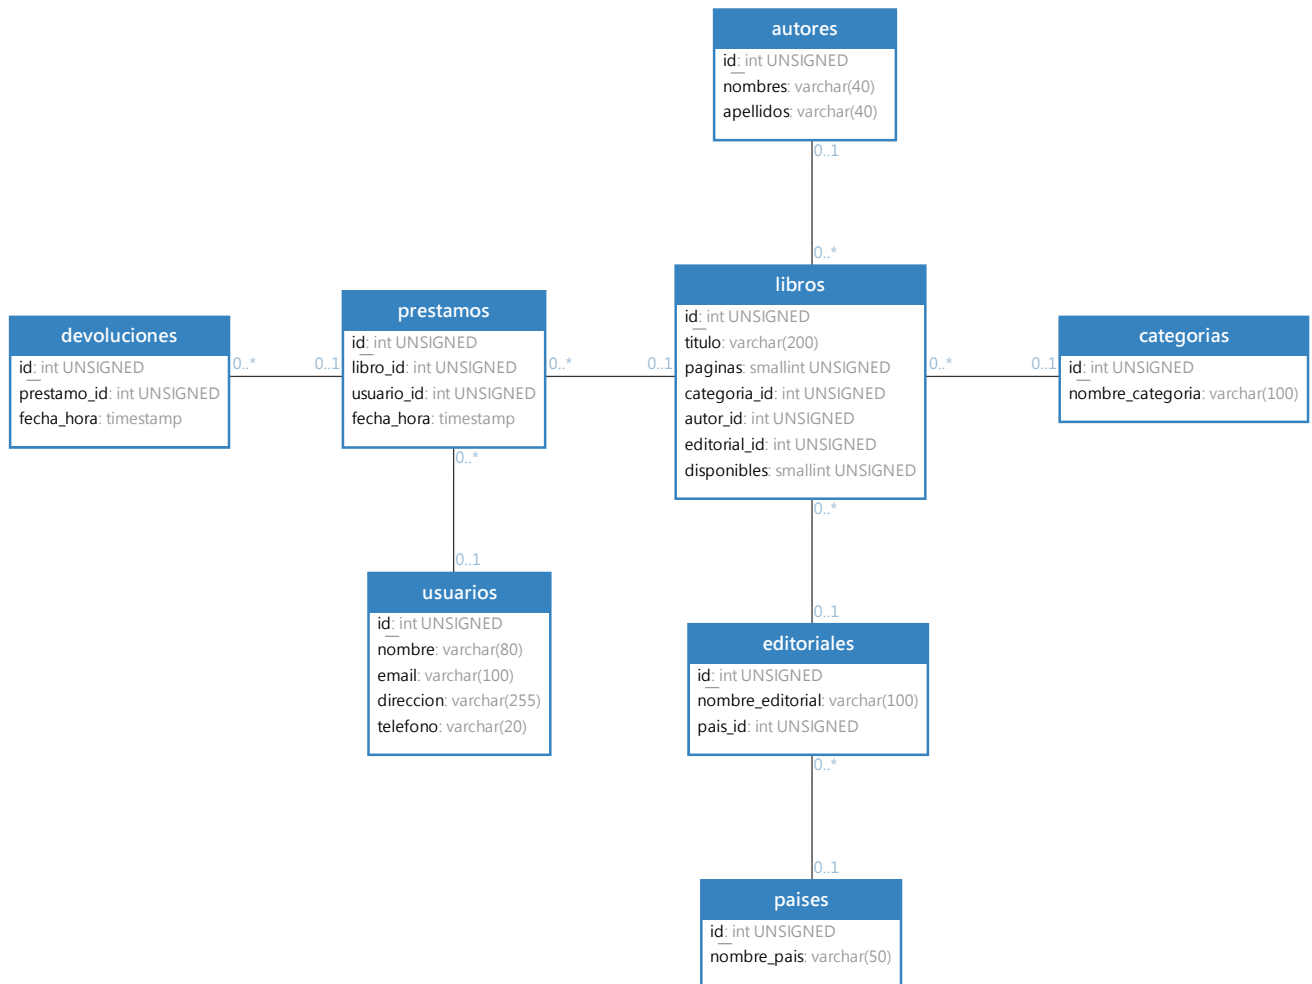 autores
id: int UNSIGNED
nombres: varchar(40)
apellidos: varchar(40)
0..1
0..*
libros
id: int UNSIGNED
titulo: varchar(200)
paginas: smallint UNSIGNED
categoria_id: int UNSIGNED
autor_id: int UNSIGNED
editorial_id: int UNSIGNED
disponibles: smallint UNSIGNED
prestamos
id: int UNSIGNED
libro_id: int UNSIGNED
usuario_id: int UNSIGNED
fecha_hora: timestamp
devoluciones
id: int UNSIGNED
prestamo_id: int UNSIGNED
fecha_hora: timestamp
categorias
id: int UNSIGNED
nombre_categoria: varchar(100)
0..* 0..1 0..* 0..1 0..* 0..1
0..*
0..1
usuarios
id: int UNSIGNED
nombre: varchar(80)
email: varchar(100)
direccion: varchar(255)
telefono: varchar(20)
0..*
0..1
editoriales
id: int UNSIGNED
nombre_editorial: varchar(100)
pais_id: int UNSIGNED
0..*
0..1
paises
id: int UNSIGNED
nombre_pais: varchar(50)